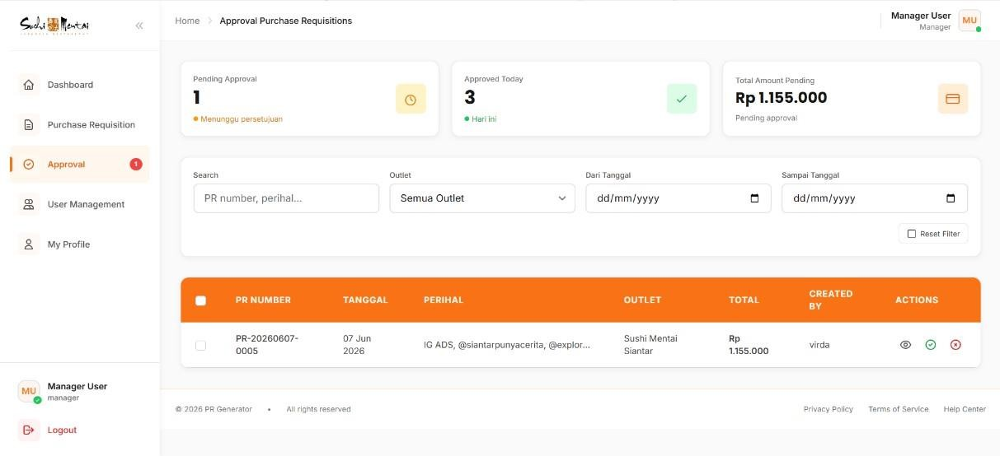 Sushi Mentai
Home
Approval Purchase Requisitions
Manager User
Manager
MU
Dashboard
Purchase Requisition
Approval
1
User Management
My Profile
Manager User
manager
MU
Logout
Pending Approval
1
Menunggu persetujuan
Approved Today
3
Hari ini
Total Amount Pending
Rp 1.155.000
Pending approval
Search
PR number, perihal...
Outlet
Semua Outlet
Dari Tanggal
dd/mm/yyyy
Sampai Tanggal
dd/mm/yyyy
Reset Filter
PR NUMBER
TANGGAL
PERIHAL
OUTLET
TOTAL
CREATED
BY
ACTIONS
PR-20260607-
0005
07 Jun
2026
IG ADS, @siantarpunyacerita, @explor...
Sushi Mentai
Siantar
Rp
1.155.000
virda
© 2026 PR Generator
•
All rights reserved
Privacy Policy
Terms of Service
Help Center